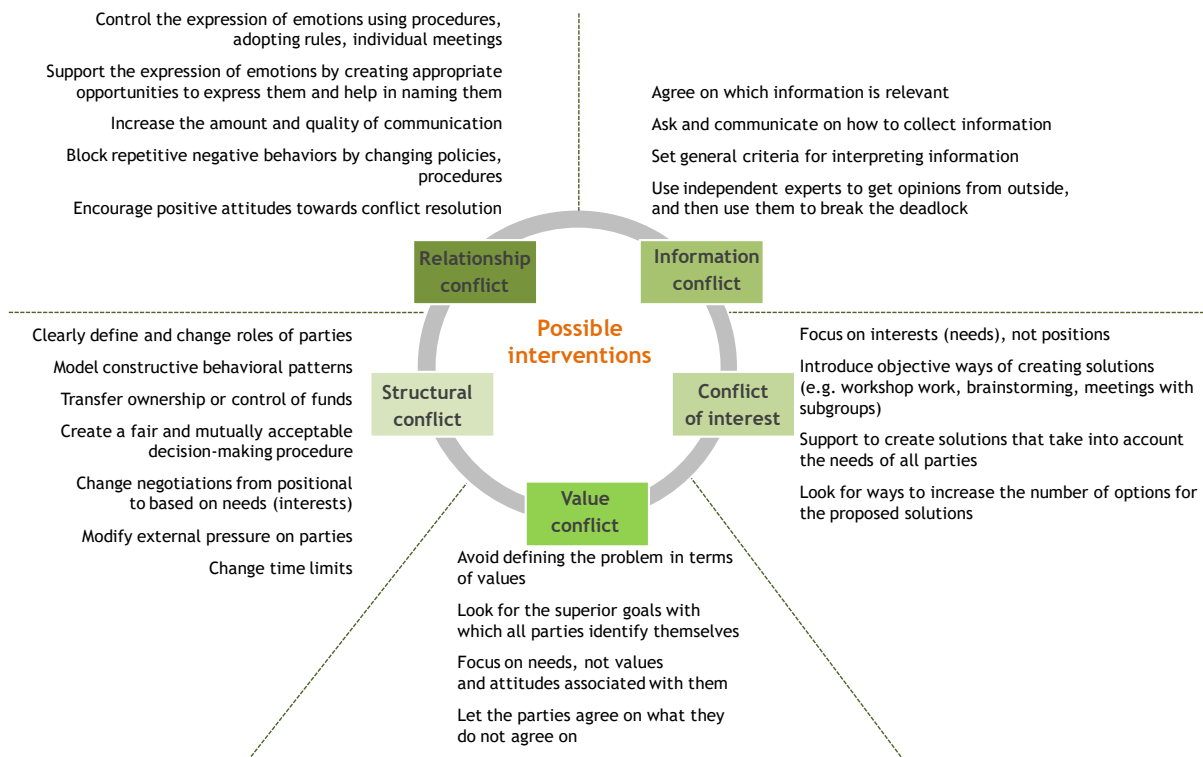 Control the expression of emotions using procedures,
adopting rules, individual meetings
Support the expression of emotions by creating appropriate
opportunities to express them and help in naming them
Increase the amount and quality of communication
Block repetitive negative behaviors by changing policies,
procedures
Encourage positive attitudes towards conflict resolution
Relationship
conflict
Agree on which information is relevant
Ask and communicate on how to collect information
Set general criteria for interpreting information
Use independent experts to get opinions from outside,
and then use them to break the deadlock
Information
conflict
Possible
interventions
Clearly define and change roles of parties
Model constructive behavioral patterns
Transfer ownership or control of funds
Create a fair and mutually acceptable
decision-making procedure
Change negotiations from positional
to based on needs (interests)
Modify external pressure on parties
Change time limits
Structural
conflict
Conflict
of interest
Focus on interests (needs), not positions
Introduce objective ways of creating solutions
(e.g. workshop work, brainstorming, meetings with
subgroups)
Support to create solutions that take into account
the needs of all parties
Look for ways to increase the number of options for
the proposed solutions
Value
conflict
Avoid defining the problem in terms
of values
Look for the superior goals with
which all parties identify themselves
Focus on needs, not values
and attitudes associated with them
Let the parties agree on what they
do not agree on